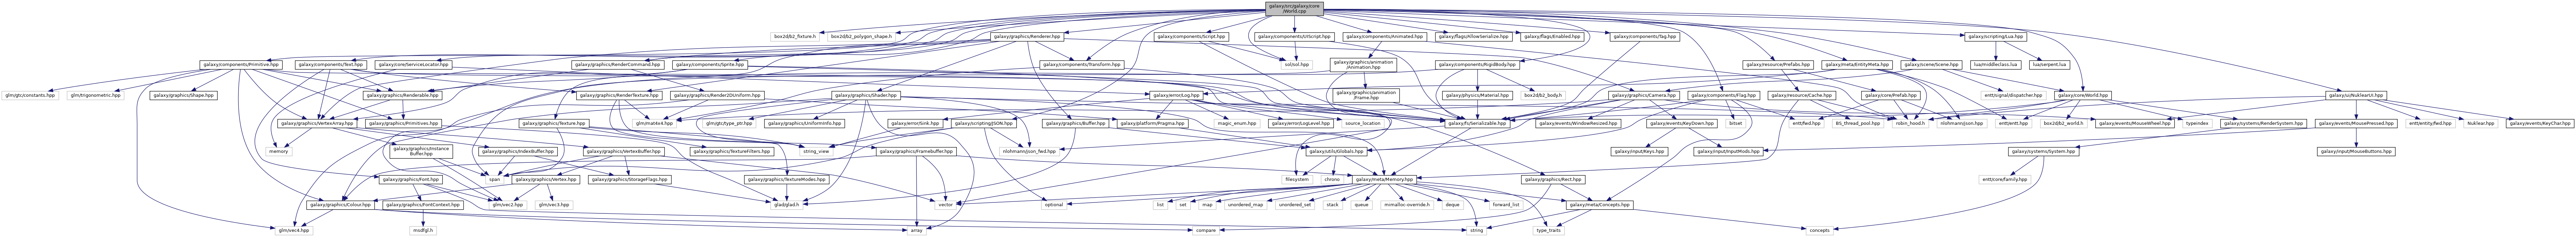 galaxy/src/galaxy/core
/World.cpp
box2d/b2_fixture.h
box2d/b2_polygon_shape.h
galaxy/graphics/Renderer.hpp
galaxy/components/Script.hpp
galaxy/components/UIScript.hpp
galaxy/components/Animated.hpp
galaxy/flags/AllowSerialize.hpp
galaxy/flags/Enabled.hpp
galaxy/components/Tag.hpp
galaxy/scripting/Lua.hpp
galaxy/components/Primitive.hpp
galaxy/components/Text.hpp
galaxy/core/ServiceLocator.hpp
galaxy/graphics/RenderCommand.hpp
galaxy/components/Sprite.hpp
galaxy/components/Transform.hpp
sol/sol.hpp
galaxy/graphics/animation
/Animation.hpp
galaxy/components/RigidBody.hpp
galaxy/resource/Prefabs.hpp
galaxy/meta/EntityMeta.hpp
galaxy/scene/Scene.hpp
lua/middleclass.lua
lua/serpent.lua
glm/gtc/constants.hpp
glm/trigonometric.hpp
galaxy/graphics/Shape.hpp
galaxy/graphics/Renderable.hpp
galaxy/graphics/RenderTexture.hpp
galaxy/graphics/Render2DUniform.hpp
galaxy/graphics/Shader.hpp
galaxy/error/Log.hpp
galaxy/graphics/animation
/Frame.hpp
galaxy/physics/Material.hpp
box2d/b2_body.h
galaxy/graphics/Camera.hpp
galaxy/components/Flag.hpp
galaxy/resource/Cache.hpp
galaxy/core/Prefab.hpp
entt/signal/dispatcher.hpp
galaxy/core/World.hpp
galaxy/ui/NuklearUI.hpp
galaxy/graphics/VertexArray.hpp
galaxy/graphics/Primitives.hpp
galaxy/graphics/Texture.hpp
glm/mat4x4.hpp
glm/gtc/type_ptr.hpp
galaxy/graphics/UniformInfo.hpp
galaxy/error/Sink.hpp
galaxy/scripting/JSON.hpp
galaxy/graphics/Buffer.hpp
galaxy/platform/Pragma.hpp
magic_enum.hpp
galaxy/error/LogLevel.hpp
source_location
galaxy/fs/Serializable.hpp
galaxy/events/WindowResized.hpp
galaxy/events/KeyDown.hpp
bitset
entt/fwd.hpp
BS_thread_pool.hpp
robin_hood.h
nlohmann/json.hpp
entt/entt.hpp
box2d/b2_world.h
galaxy/events/MouseWheel.hpp
typeindex
galaxy/systems/RenderSystem.hpp
galaxy/events/MousePressed.hpp
entt/entity/fwd.hpp
Nuklear.hpp
galaxy/events/KeyChar.hpp
memory
galaxy/graphics/Instance
Buffer.hpp
galaxy/graphics/IndexBuffer.hpp
galaxy/graphics/VertexBuffer.hpp
galaxy/graphics/TextureFilters.hpp
string_view
galaxy/graphics/Framebuffer.hpp
nlohmann/json_fwd.hpp
galaxy/utils/Globals.hpp
galaxy/input/Keys.hpp
galaxy/input/InputMods.hpp
galaxy/systems/System.hpp
galaxy/input/MouseButtons.hpp
galaxy/graphics/Font.hpp
span
galaxy/graphics/Vertex.hpp
galaxy/graphics/StorageFlags.hpp
galaxy/graphics/TextureModes.hpp
filesystem
chrono
galaxy/meta/Memory.hpp
galaxy/graphics/Rect.hpp
entt/core/family.hpp
galaxy/graphics/Colour.hpp
galaxy/graphics/FontContext.hpp
glm/vec2.hpp
glm/vec3.hpp
glad/glad.h
vector
optional
list
set
map
unordered_map
unordered_set
stack
queue
mimalloc-override.h
deque
forward_list
galaxy/meta/Concepts.hpp
glm/vec4.hpp
msdfgl.h
array
compare
string
type_traits
concepts